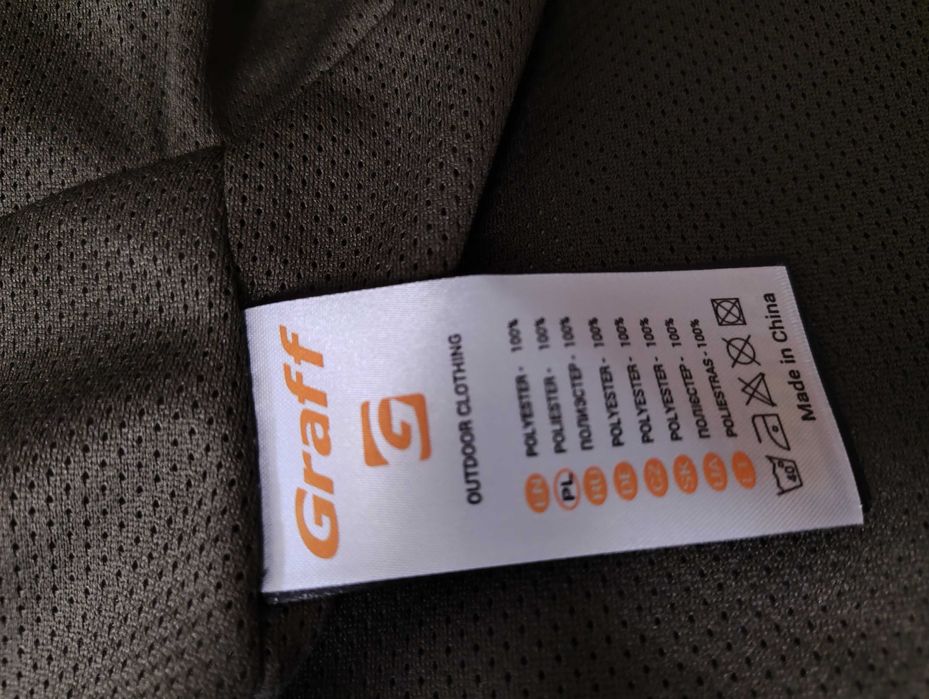 Graff
G
OUTDOOR CLOTHING
EN POLYESTER - 100%
PL POLIESTER - 100%
RU ПОЛИЭСТЕР - 100%
DE POLYESTER - 100%
CZ POLYESTER - 100%
SK POLYESTER - 100%
UA ПОЛІЕСТЕР - 100%
LT POLIESTRAS - 100%
40°
Made in China